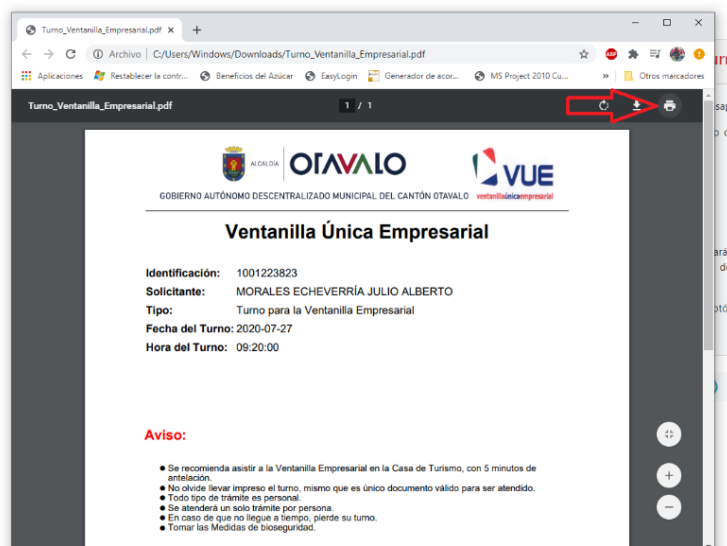 Turno_Ventanilla_Empresarial.pdf
Archivo | C:/Users/Windows/Downloads/Turno_Ventanilla_Empresarial.pdf
ABP
Aplicaciones Restablecer la contr... Beneficios del Azúcar EasyLogin Generador de acor... MS Project 2010 Cu... » Otros marcadores
Turno_Ventanilla_Empresarial.pdf 1 / 1
ALCALDÍA OTAVALO VUE
GOBIERNO AUTÓNOMO DESCENTRALIZADO MUNICIPAL DEL CANTÓN OTAVALO ventanillaúnicaempresarial
Ventanilla Única Empresarial
Identificación: 1001223823
Solicitante: MORALES ECHEVERRÍA JULIO ALBERTO
Tipo: Turno para la Ventanilla Empresarial
Fecha del Turno: 2020-07-27
Hora del Turno: 09:20:00
Aviso:
● Se recomienda asistir a la Ventanilla Empresarial en la Casa de Turismo, con 5 minutos de
antelación.
● No olvide llevar impreso el turno, mismo que es único documento válido para ser atendido.
● Todo tipo de trámite es personal.
● Se atenderá un solo trámite por persona.
● En caso de que no llegue a tiempo, pierde su turno.
● Tomar las Medidas de bioseguridad.